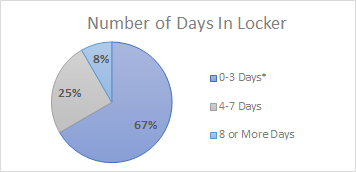 Number of Days In Locker
8%
25%
67%
0-3 Days*
4-7 Days
8 or More Days